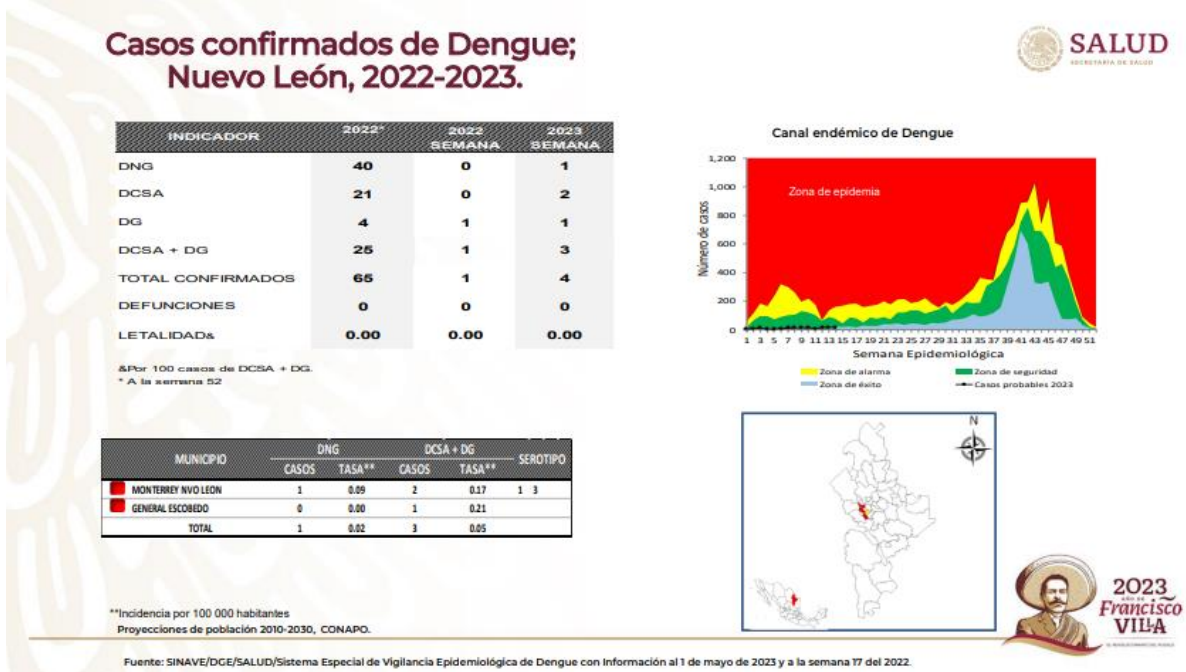 Casos confirmados de Dengue;
Nuevo León, 2022-2023.
SALUD
SECRETARÍA DE SALUD
INDICADOR 2022* 2022 SEMANA 2023 SEMANA
DNG 40 0 1
DCSA 21 0 2
DG 4 1 1
DCSA + DG 25 1 3
TOTAL CONFIRMADOS 65 1 4
DEFUNCIONES 0 0 0
LETALIDAD& 0.00 0.00 0.00
&Por 100 casos de DCSA + DG.
* A la semana 52
Canal endémico de Dengue
Número de casos
1,200
1,000
800
600
400
200
0
Zona de epidemia
1 3 5 7 9 11 13 15 17 19 21 23 25 27 29 31 33 35 37 39 41 43 45 47 49 51
Semana Epidemiológica
Zona de alarma Zona de seguridad
Zona de éxito Casos probables 2023
MUNICIPIO DNG DCSA + DG SEROTIPO
CASOS TASA** CASOS TASA**
MONTERREY NVO LEON 1 0.09 2 0.17 1 3
GENERAL ESCOBEDO 0 0.00 1 0.21
TOTAL 1 0.02 3 0.05
N
**Incidencia por 100 000 habitantes
Proyecciones de población 2010-2030, CONAPO.
2023
AÑO DE
Francisco
VILLA
EL REVOLUCIONARIO DEL PUEBLO
Fuente: SINAVE/DGE/SALUD/Sistema Especial de Vigilancia Epidemiológica de Dengue con Información al 1 de mayo de 2023 y a la semana 17 del 2022.